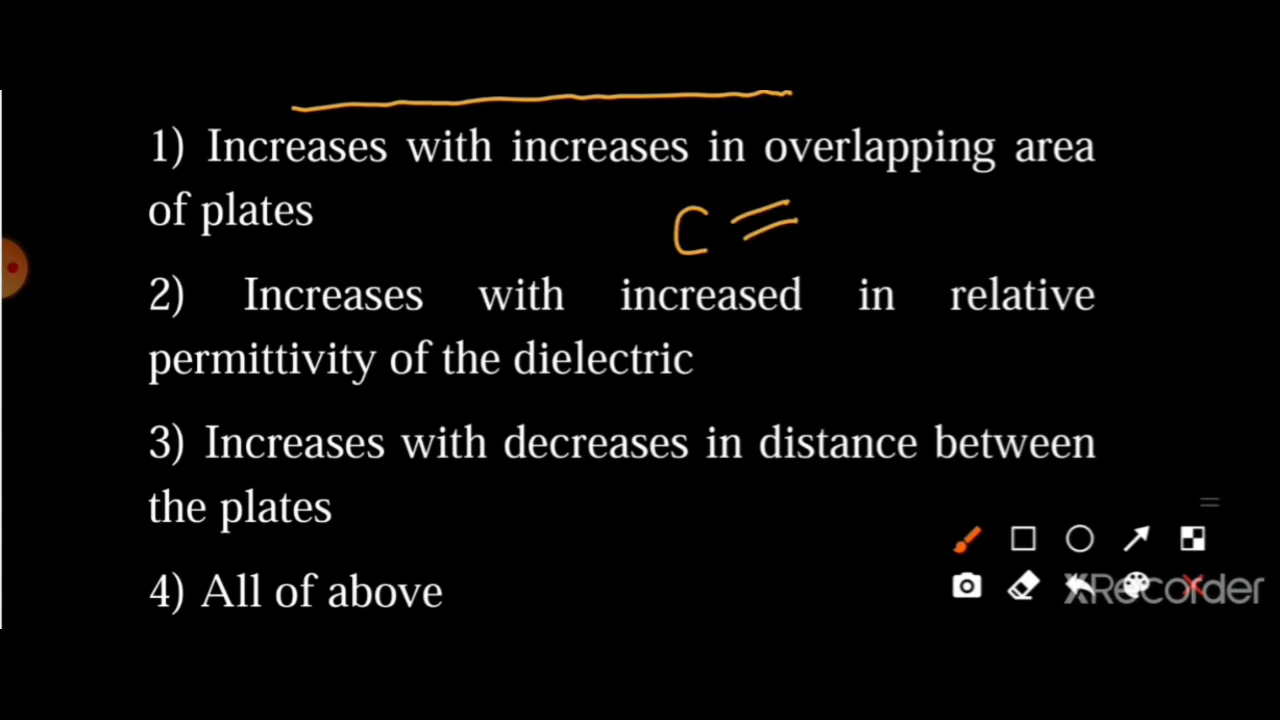 1) Increases with increases in overlapping area
of plates
C =
2) Increases with increased in relative
permittivity of the dielectric
3) Increases with decreases in distance between
the plates
4) All of above
XRecorder